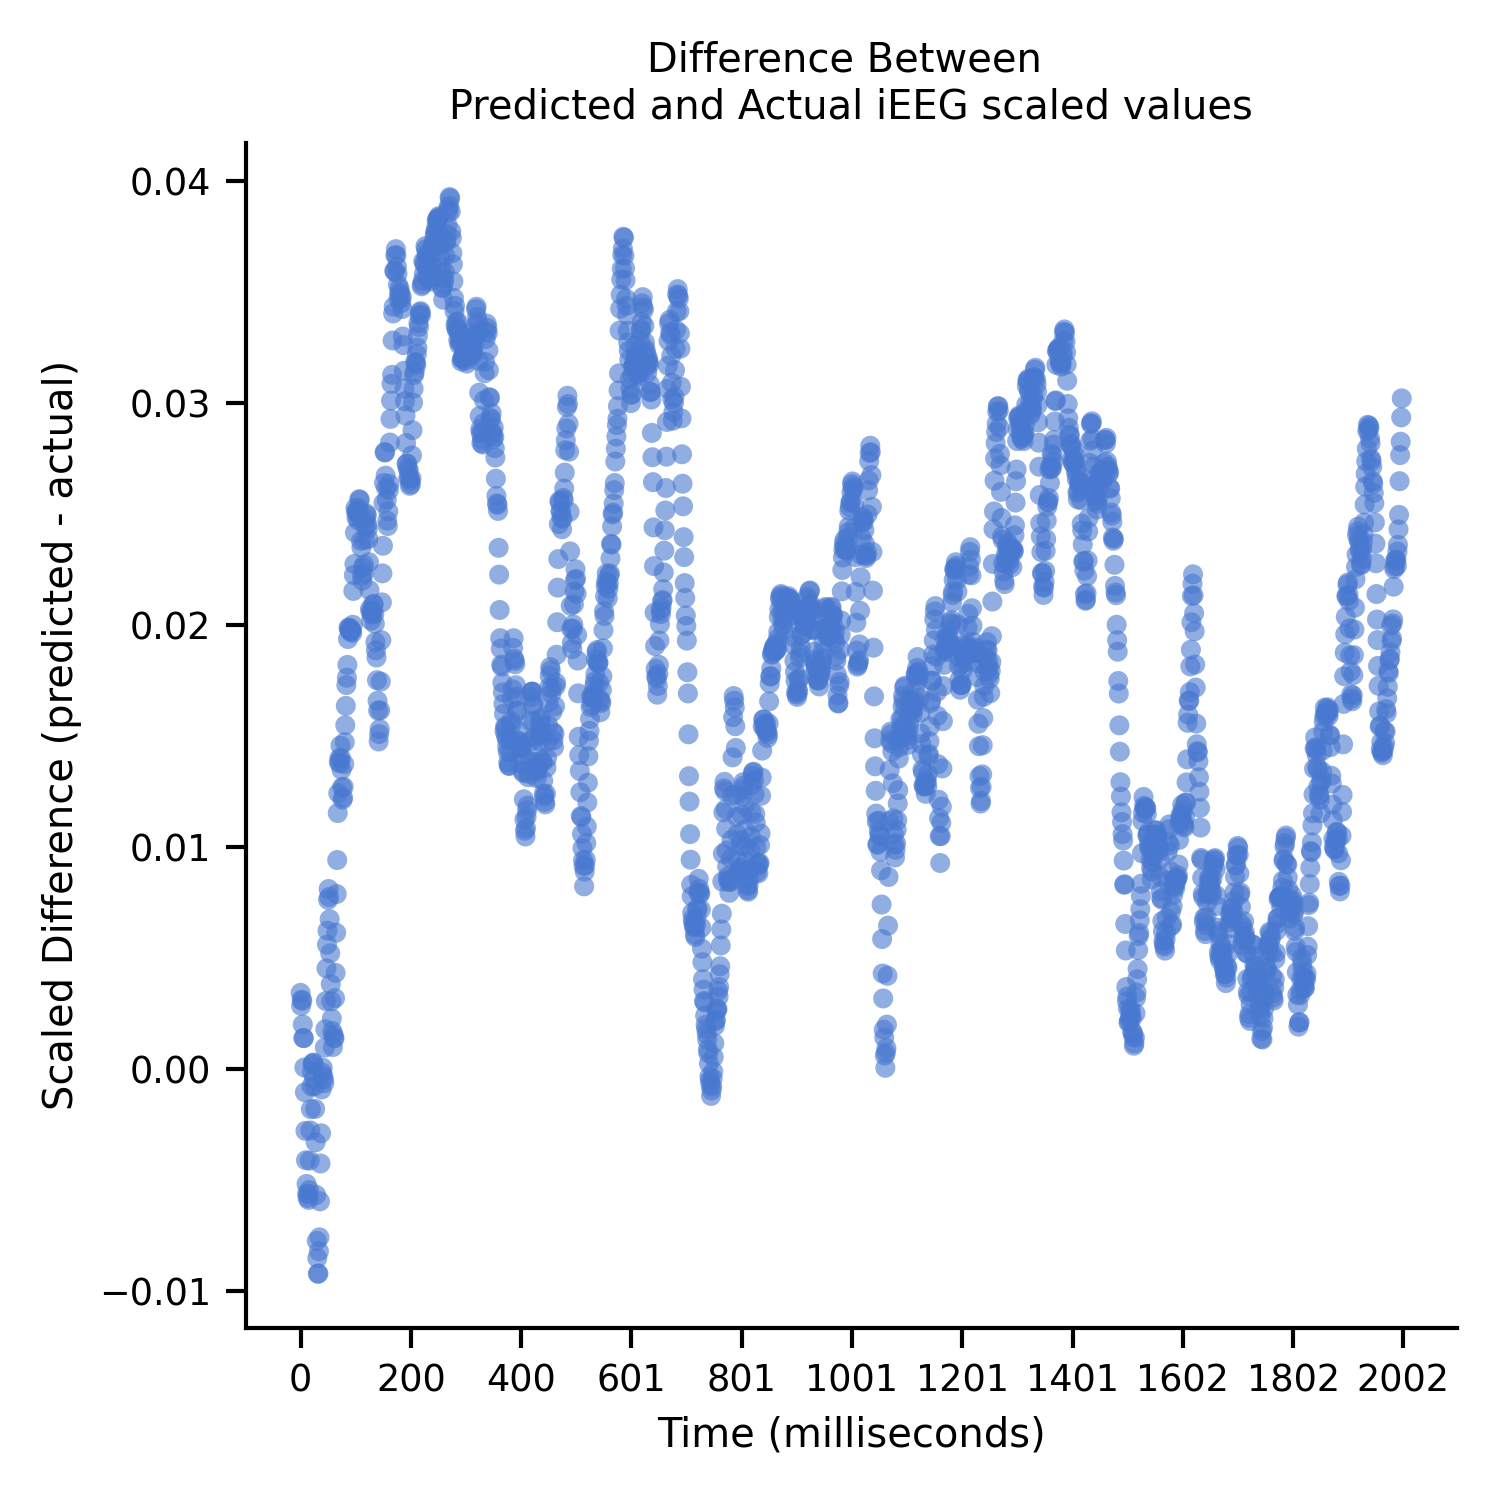 Difference Between
Predicted and Actual iEEG scaled values
Scaled Difference (predicted - actual)
0.04
0.03
0.02
0.01
0.00
−0.01
0 200 400 601 801 1001 1201 1401 1602 1802 2002
Time (milliseconds)